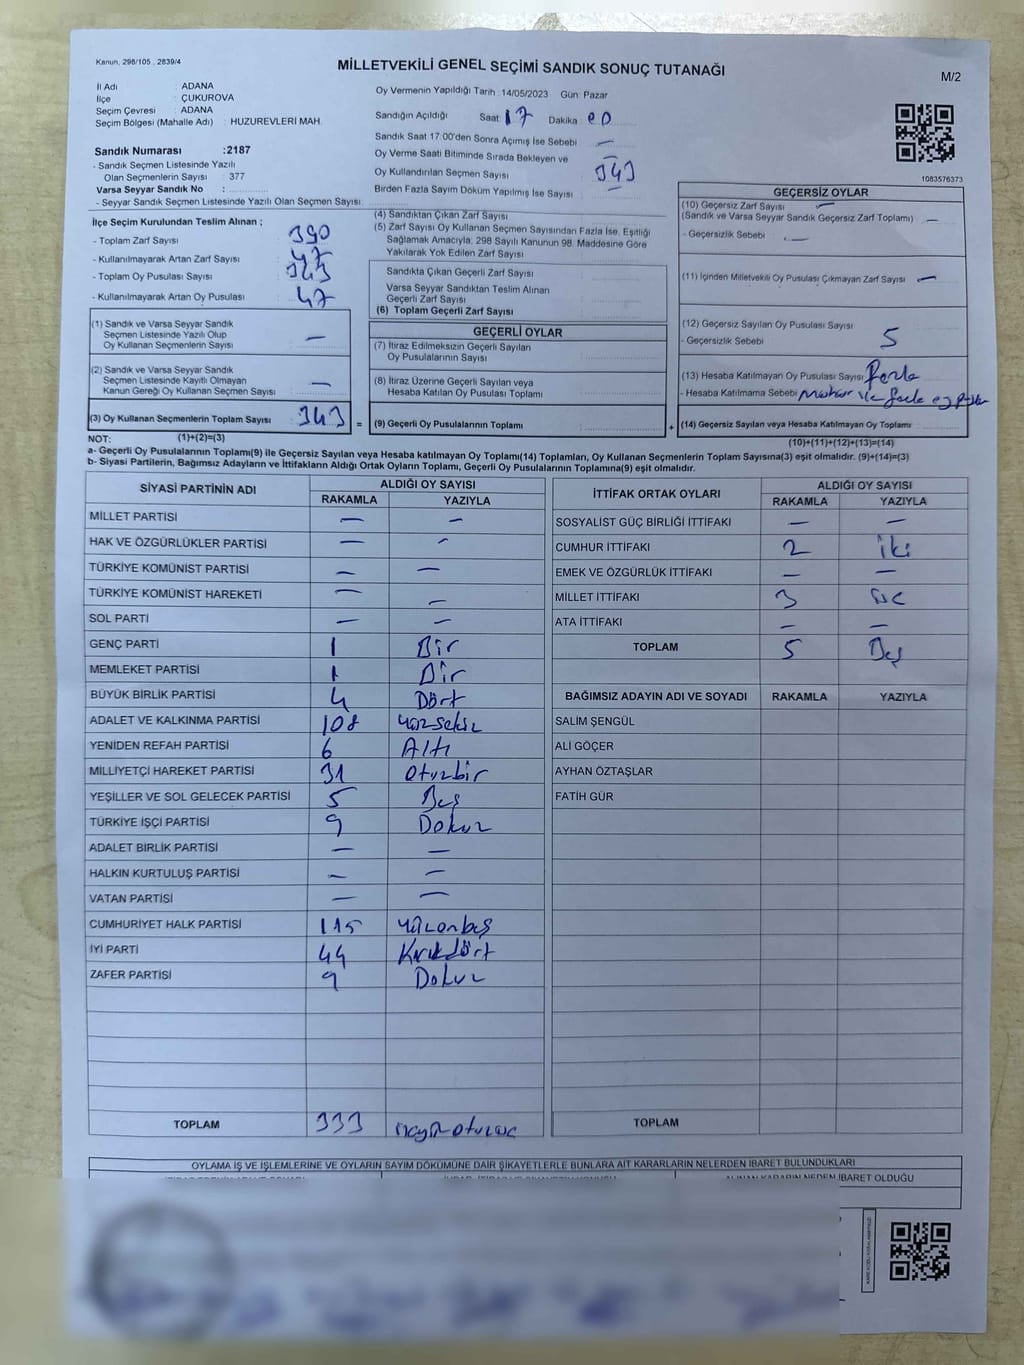 Kanun, 298/105 , 2839/4
MİLLETVEKİLİ GENEL SEÇİMİ SANDIK SONUÇ TUTANAĞI
M/2
İl Adı : ADANA
İlçe : ÇUKUROVA
Seçim Çevresi : ADANA
Seçim Bölgesi (Mahalle Adı) : HUZUREVLERİ MAH.
Sandık Numarası :2187
- Sandık Seçmen Listesinde Yazılı
Olan Seçmenlerin Sayısı : 377
Varsa Seyyar Sandık No :
- Seyyar Sandık Seçmen Listesinde Yazılı Olan Seçmen Sayısı:
Oy Vermenin Yapıldığı Tarih : 14/05/2023 Gün: Pazar
Sandığın Açıldığı Saat: 17 Dakika:
Sandık Saat 17:00'den Sonra Açılmış İse Sebebi : —
Oy Verme Saati Bitiminde Sırada Bekleyen ve
Oy Kullandırılan Seçmen Sayısı : 343
Birden Fazla Sayım Döküm Yapılmış İse Sayısı :
1083576373
İlçe Seçim Kurulundan Teslim Alınan ;
- Toplam Zarf Sayısı : 390
- Kullanılmayarak Artan Zarf Sayısı : 47
- Toplam Oy Pusulası Sayısı : 343
- Kullanılmayarak Artan Oy Pusulası : 47
(1) Sandık ve Varsa Seyyar Sandık
Seçmen Listesinde Yazılı Olup
Oy Kullanan Seçmenlerin Sayısı : —
(2) Sandık ve Varsa Seyyar Sandık
Seçmen Listesinde Kayıtlı Olmayan
Kanun Gereği Oy Kullanan Seçmen Sayısı : —
(3) Oy Kullanan Seçmenlerin Toplam Sayısı : 343 =
(4) Sandıktan Çıkan Zarf Sayısı :
(5) Zarf Sayısı Oy Kullanan Seçmen Sayısından Fazla İse, Eşitliği
Sağlamak Amacıyla, 298 Sayılı Kanunun 98. Maddesine Göre
Yakılarak Yok Edilen Zarf Sayısı :
Sandıkta Çıkan Geçerli Zarf Sayısı :
Varsa Seyyar Sandıktan Teslim Alınan
Geçerli Zarf Sayısı :
(6) Toplam Geçerli Zarf Sayısı :
GEÇERLİ OYLAR
(7) İtiraz Edilmeksizin Geçerli Sayılan
Oy Pusulalarının Sayısı :
(8) İtiraz Üzerine Geçerli Sayılan veya
Hesaba Katılan Oy Pusulaları Toplamı :
(9) Geçerli Oy Pusulalarının Toplamı : +
GEÇERSİZ OYLAR
(10) Geçersiz Zarf Sayısı : —
(Sandık ve Varsa Seyyar Sandık Geçersiz Zarf Toplamı) —
- Geçersizlik Sebebi : —
(11) İçinden Milletvekili Oy Pusulası Çıkmayan Zarf Sayısı : —
(12) Geçersiz Sayılan Oy Pusulası Sayısı : 5
- Geçersizlik Sebebi :
(13) Hesaba Katılmayan Oy Pusulası Sayısı :
- Hesaba Katılmama Sebebi :
(14) Geçersiz Sayılan veya Hesaba Katılmayan Oy Toplamı :
NOT: (1)+(2)=(3)
(10)+(11)+(12)+(13)=(14)
a- Geçerli Oy Pusulalarının Toplamı(9) ile Geçersiz Sayılan veya Hesaba Katılmayan Oy Toplamı(14) Toplamları, Oy Kullanan Seçmenlerin Toplam Sayısına(3) eşit olmalıdır. (9)+(14)=(3)
b- Siyasi Partilerin, Bağımsız Adayların ve İttifakların Aldığı Ortak Oyların Toplamı, Geçerli Oy Pusulalarının Toplamına(9) eşit olmalıdır.
SİYASİ PARTİNİN ADI ALDIĞI OY SAYISI
RAKAMLA YAZIYLA
MİLLET PARTİSİ — —
HAK VE ÖZGÜRLÜKLER PARTİSİ — —
TÜRKİYE KOMÜNİST PARTİSİ — —
TÜRKİYE KOMÜNİST HAREKETİ — —
SOL PARTİ — —
GENÇ PARTİ 1 Bir
MEMLEKET PARTİSİ 1 Bir
BÜYÜK BİRLİK PARTİSİ 4 Dört
ADALET VE KALKINMA PARTİSİ 108 Yüzsekiz
YENİDEN REFAH PARTİSİ 6 Altı
MİLLİYETÇİ HAREKET PARTİSİ 31 Otuzbir
YEŞİLLER VE SOL GELECEK PARTİSİ 5 Beş
TÜRKİYE İŞÇİ PARTİSİ 9 Dokuz
ADALET BİRLİK PARTİSİ — —
HALKIN KURTULUŞ PARTİSİ — —
VATAN PARTİSİ — —
CUMHURİYET HALK PARTİSİ 115 Yüzonbeş
İYİ PARTİ 44 Kırkdört
ZAFER PARTİSİ 9 Dokuz
TOPLAM 333
İTTİFAK ORTAK OYLARI ALDIĞI OY SAYISI
RAKAMLA YAZIYLA
SOSYALİST GÜÇ BİRLİĞİ İTTİFAKI — —
CUMHUR İTTİFAKI 2 İki
EMEK VE ÖZGÜRLÜK İTTİFAKI — —
MİLLET İTTİFAKI 3 Üç
ATA İTTİFAKI — —
TOPLAM 5 Beş
BAĞIMSIZ ADAYIN ADI VE SOYADI RAKAMLA YAZIYLA
SALİM ŞENGÜL
ALİ GÖÇER
AYHAN ÖZTAŞLAR
FATİH GÜR
TOPLAM
OYLAMA İŞ VE İŞLEMLERİNE VE OYLARIN SAYIM DÖKÜMÜNE DAİR ŞİKAYETLERLE BUNLARA AİT KARARLARIN NELERDEN İBARET BULUNDUKLARI
ALINAN KARARIN NEDEN İBARET OLDUĞU